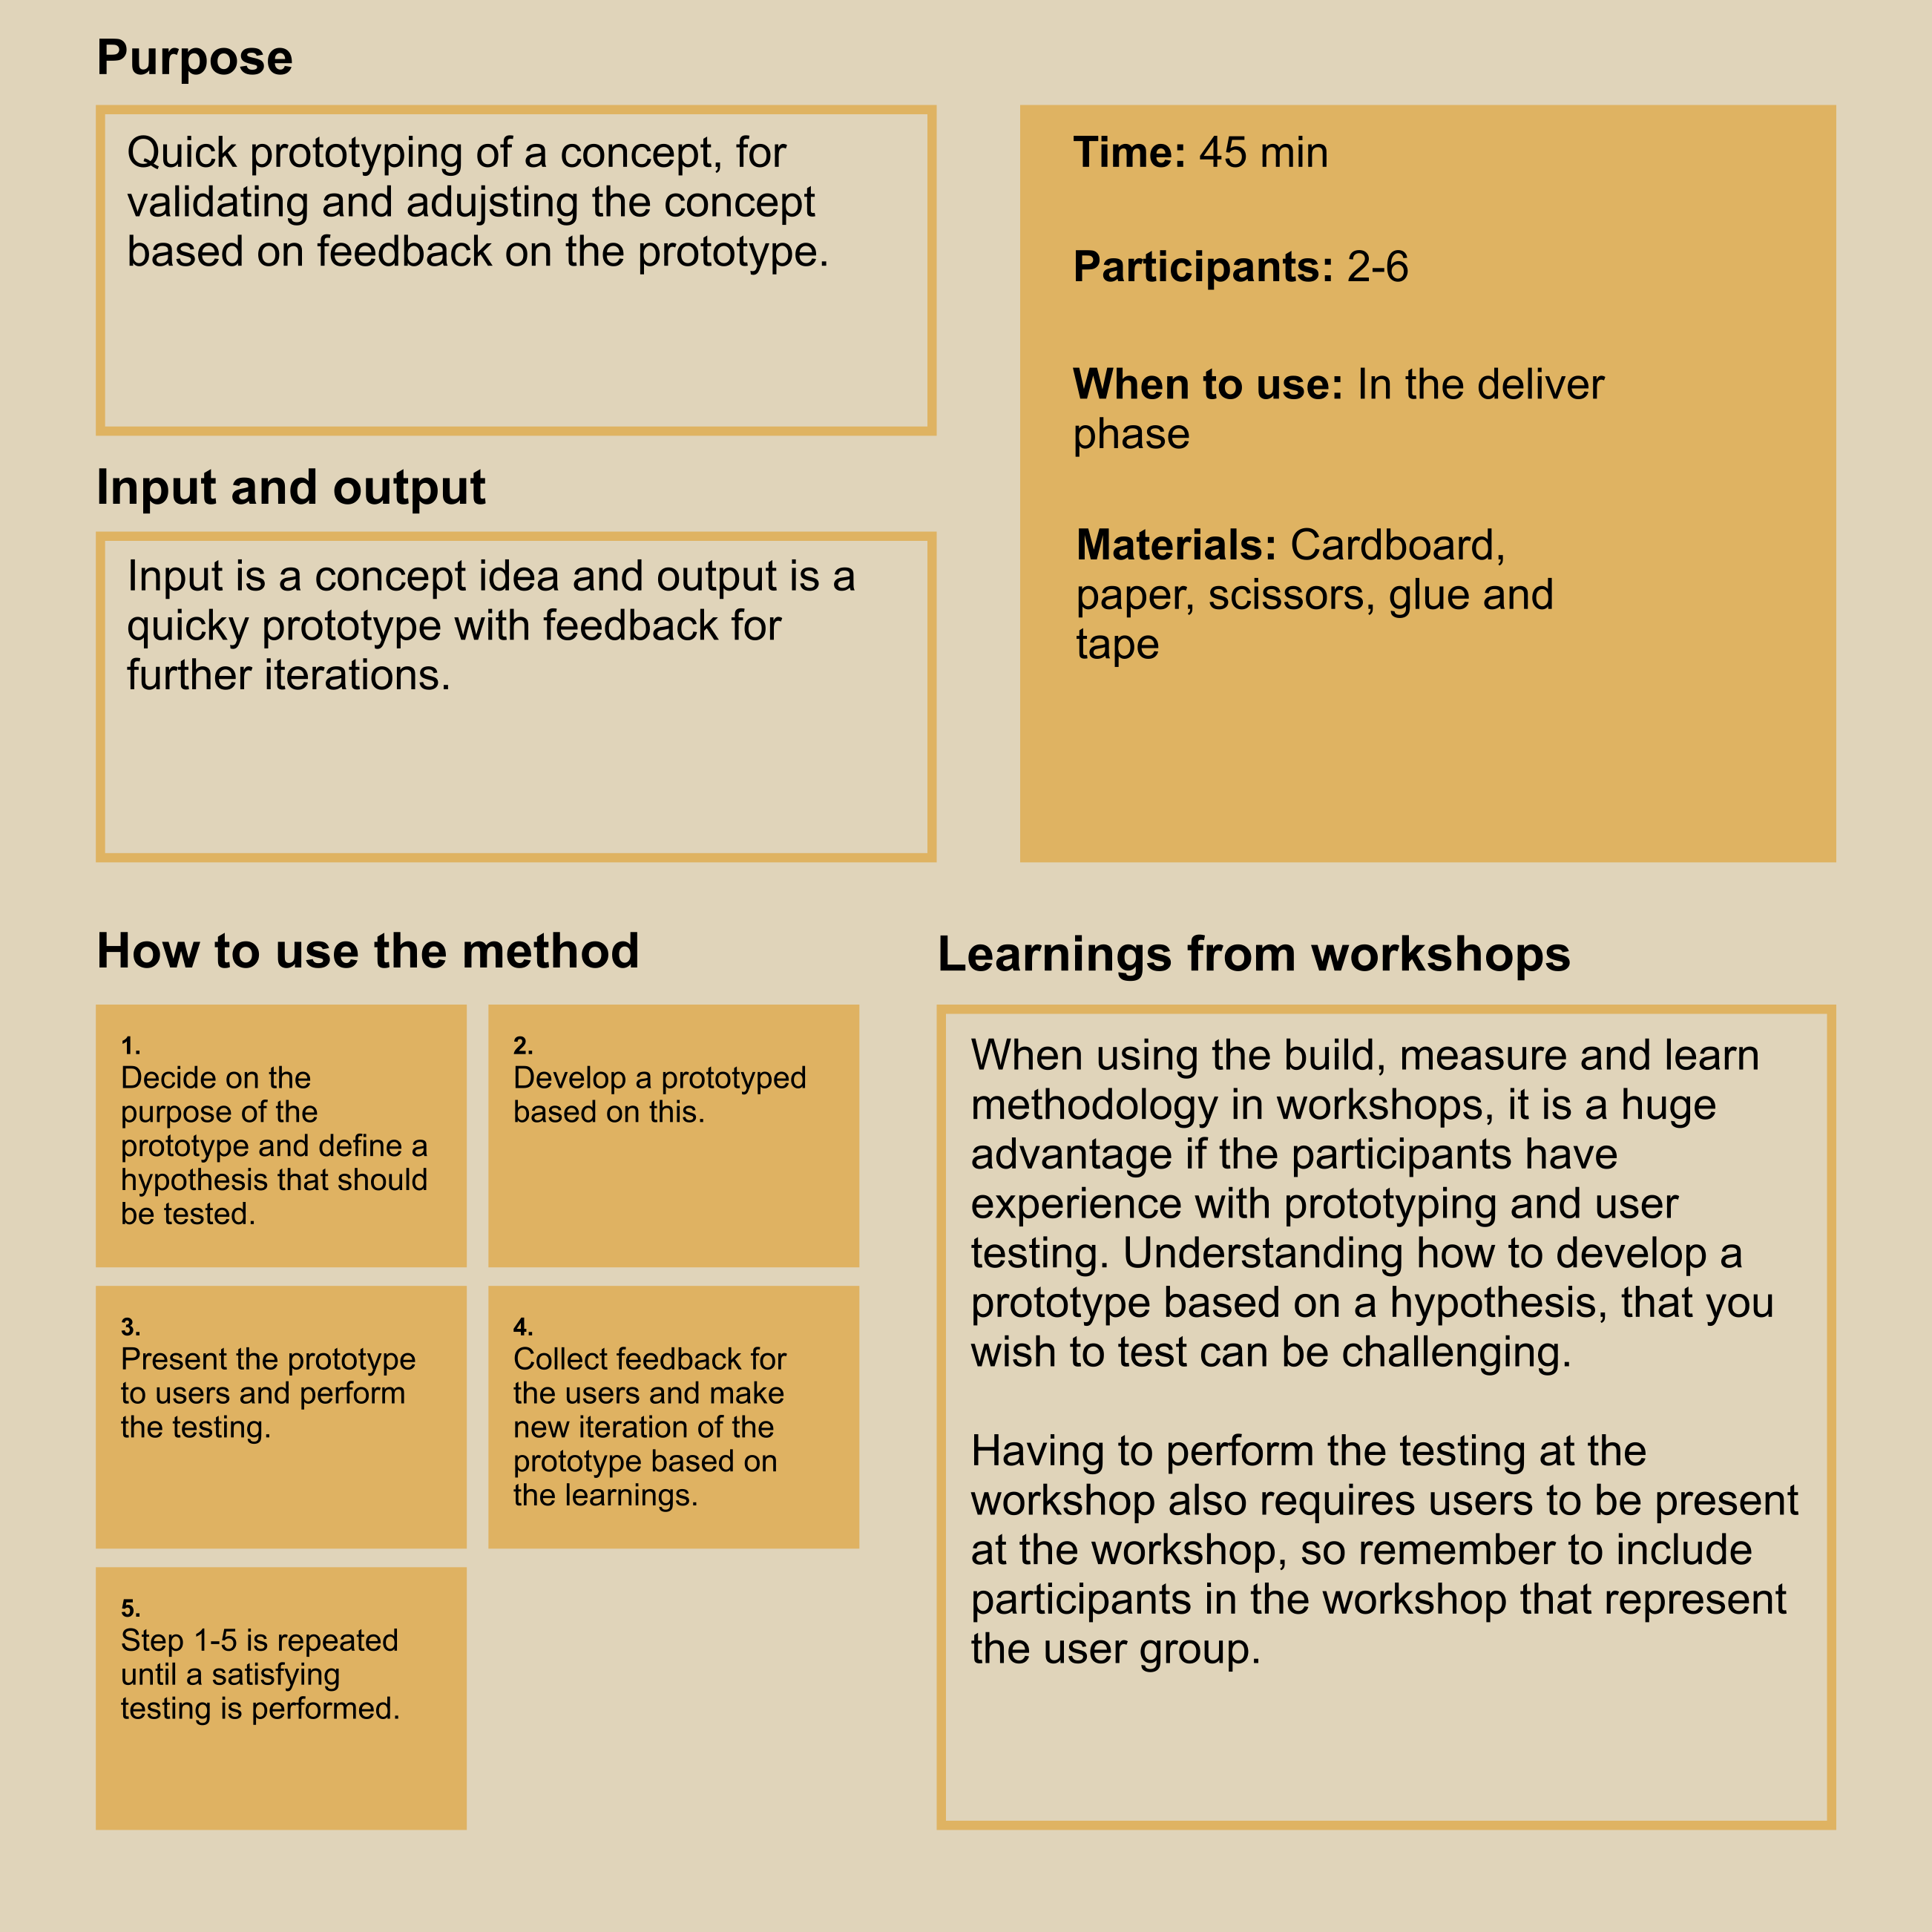 Purpose
Quick prototyping of a concept, for
validating and adujsting the concept
based on feedback on the prototype.
Time: 45 min
Participants: 2-6
When to use: In the deliver
phase
Materials: Cardboard,
paper, scissors, glue and
tape
Input and output
Input is a concept idea and output is a
quicky prototype with feedback for
further iterations.
How to use the method
1.
Decide on the
purpose of the
prototype and define a
hypothesis that should
be tested.
2.
Develop a prototyped
based on this.
3.
Present the prototype
to users and perform
the testing.
4.
Collect feedback for
the users and make
new iteration of the
prototype based on
the learnings.
5.
Step 1-5 is repeated
until a satisfying
testing is performed.
Learnings from workshops
When using the build, measure and learn
methodology in workshops, it is a huge
advantage if the participants have
experience with prototyping and user
testing. Understanding how to develop a
prototype based on a hypothesis, that you
wish to test can be challenging.
Having to perform the testing at the
workshop also requires users to be present
at the workshop, so remember to include
participants in the workshop that represent
the user group.